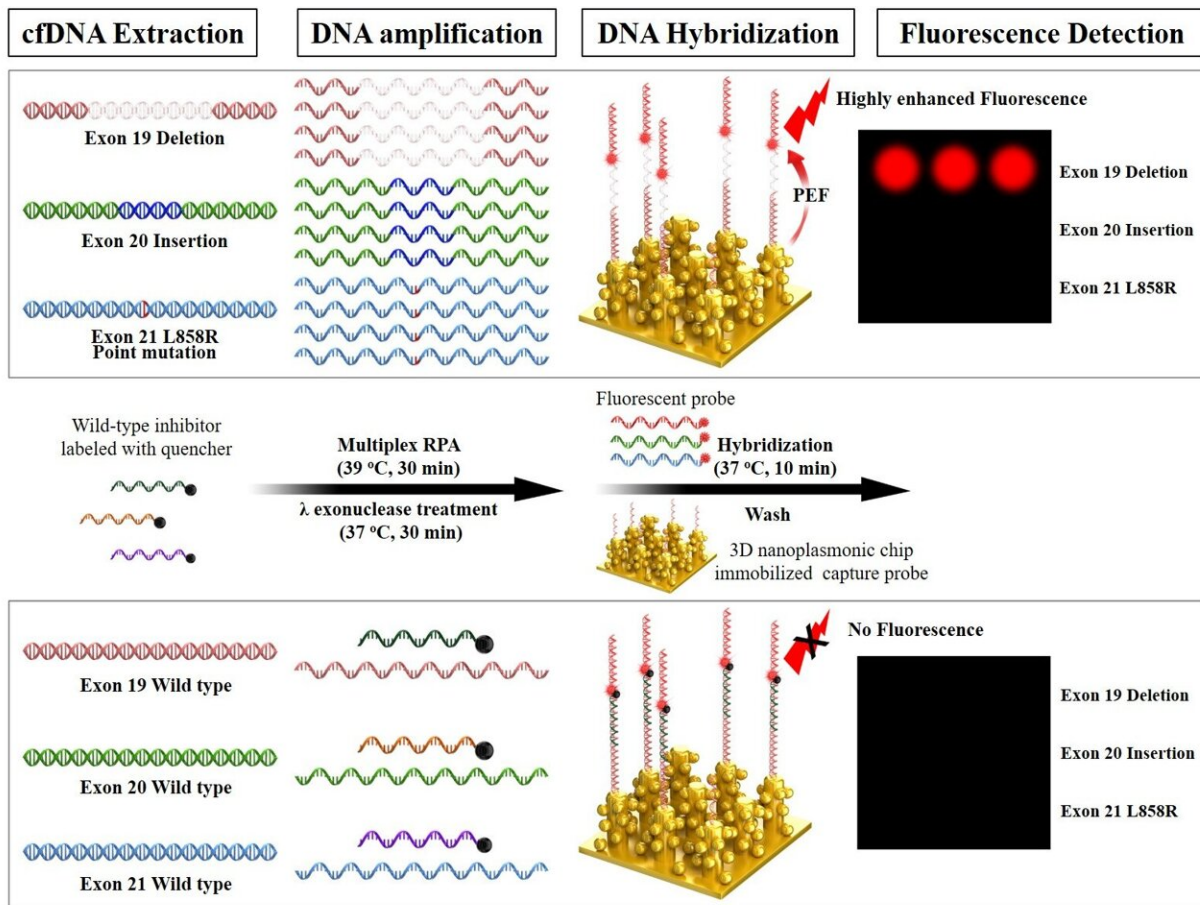 cfDNA Extraction
DNA amplification
DNA Hybridization
Fluorescence Detection
Exon 19 Deletion
Exon 20 Insertion
Exon 21 L858R
Point mutation
Highly enhanced Fluorescence
PEF
Exon 19 Deletion
Exon 20 Insertion
Exon 21 L858R
Wild-type inhibitor
labeled with quencher
Multiplex RPA
(39 °C, 30 min)
λ exonuclease treatment
(37 °C, 30 min)
Fluorescent probe
Hybridization
(37 °C, 10 min)
Wash
3D nanoplasmonic chip
immobilized capture probe
Exon 19 Wild type
Exon 20 Wild type
Exon 21 Wild type
No Fluorescence
Exon 19 Deletion
Exon 20 Insertion
Exon 21 L858R